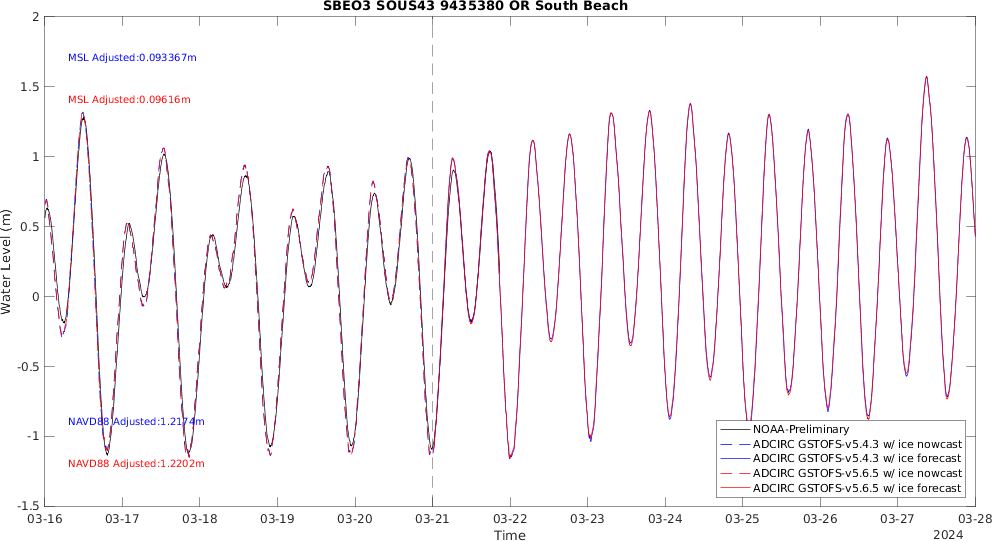 SBEO3 SOUS43 9435380 OR South Beach
2
1.5
1
0.5
0
-0.5
-1
-1.5
Water Level (m)
MSL Adjusted:0.093367m
MSL Adjusted:0.09616m
NAVD88 Adjusted:1.2174m
NAVD88 Adjusted:1.2202m
NOAA-Preliminary
ADCIRC GSTOFS-v5.4.3 w/ ice nowcast
ADCIRC GSTOFS-v5.4.3 w/ ice forecast
ADCIRC GSTOFS-v5.6.5 w/ ice nowcast
ADCIRC GSTOFS-v5.6.5 w/ ice forecast
03-16 03-17 03-18 03-19 03-20 03-21 03-22 03-23 03-24 03-25 03-26 03-27 03-28
Time
2024